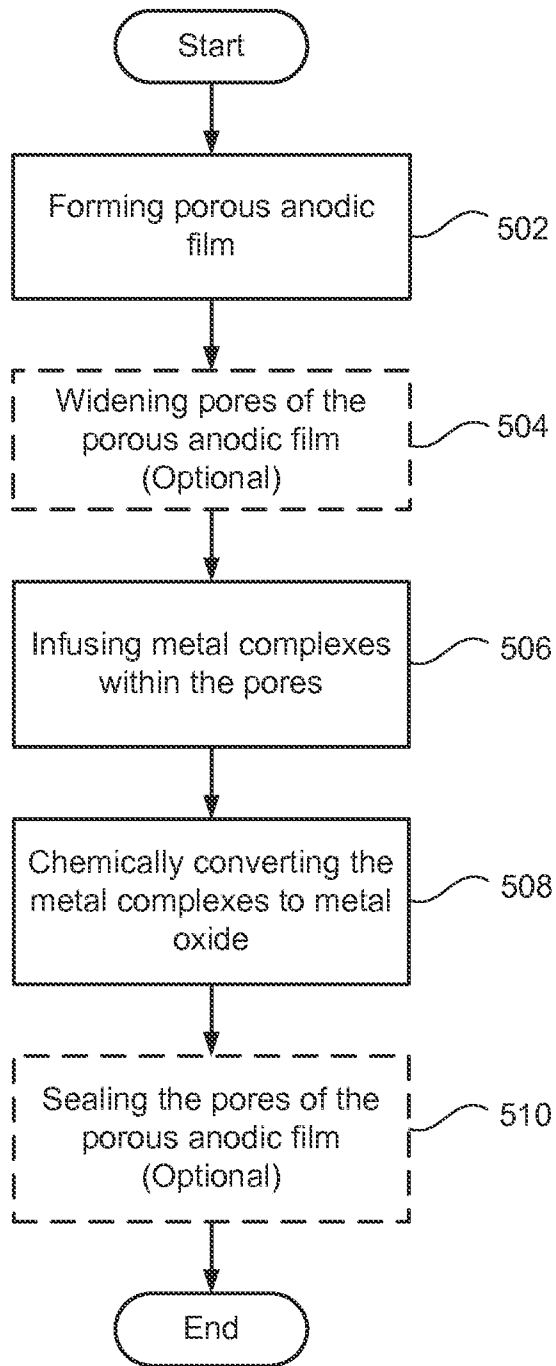 Start
Forming porous anodic
film
502
Widening pores of the
porous anodic film
(Optional)
504
Infusing metal complexes
within the pores
506
Chemically converting the
metal complexes to metal
oxide
508
Sealing the pores of the
porous anodic film
(Optional)
510
End